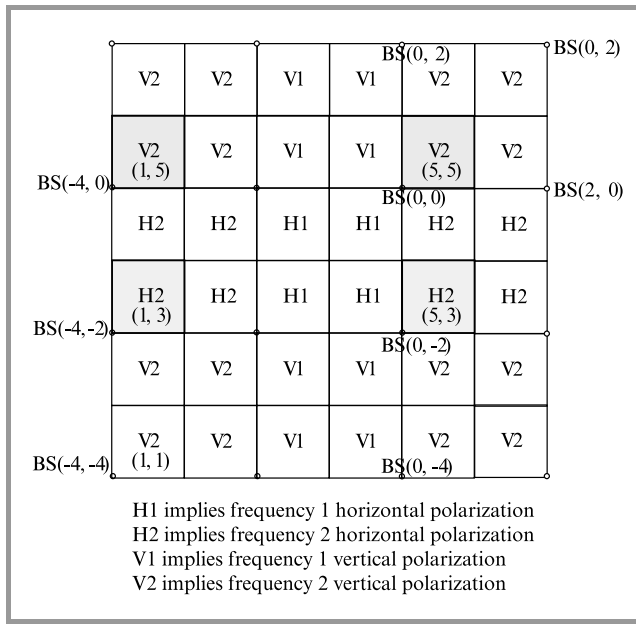 BS(0, 2) BS(0, 2)
V2 V2 V1 V1 V2 V2
V2 V2 V1 V1 V2 V2
(1, 5) (5, 5)
BS(-4, 0) BS(0, 0) BS(2, 0)
H2 H2 H1 H1 H2 H2
H2 H2 H1 H1 H2 H2
(1, 3) (5, 3)
BS(-4,-2) BS(0, -2)
V2 V2 V1 V1 V2 V2
V2 V2 V1 V1 V2 V2
(1, 1)
BS(-4,-4) BS(0, -4)
H1 implies frequency 1 horizontal polarization
H2 implies frequency 2 horizontal polarization
V1 implies frequency 1 vertical polarization
V2 implies frequency 2 vertical polarization